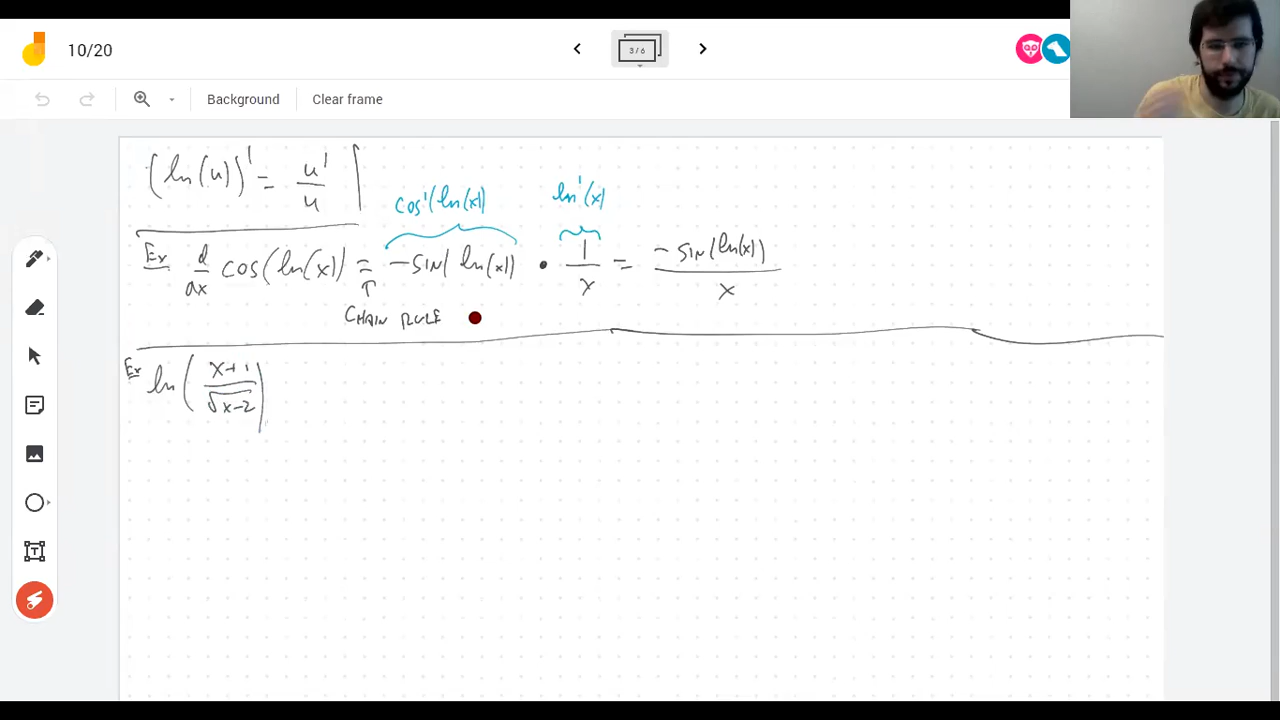 10/20
3/6
Background
Clear frame
(ln(u))' = u'/u
cos'(ln(x)) ln'(x)
Ex d/dx cos(ln(x)) = -SIN(ln(x)) • 1/x = -SIN(ln(x))/x
↑
CHAIN RULE
Ex ln((x+1)/√x-2)